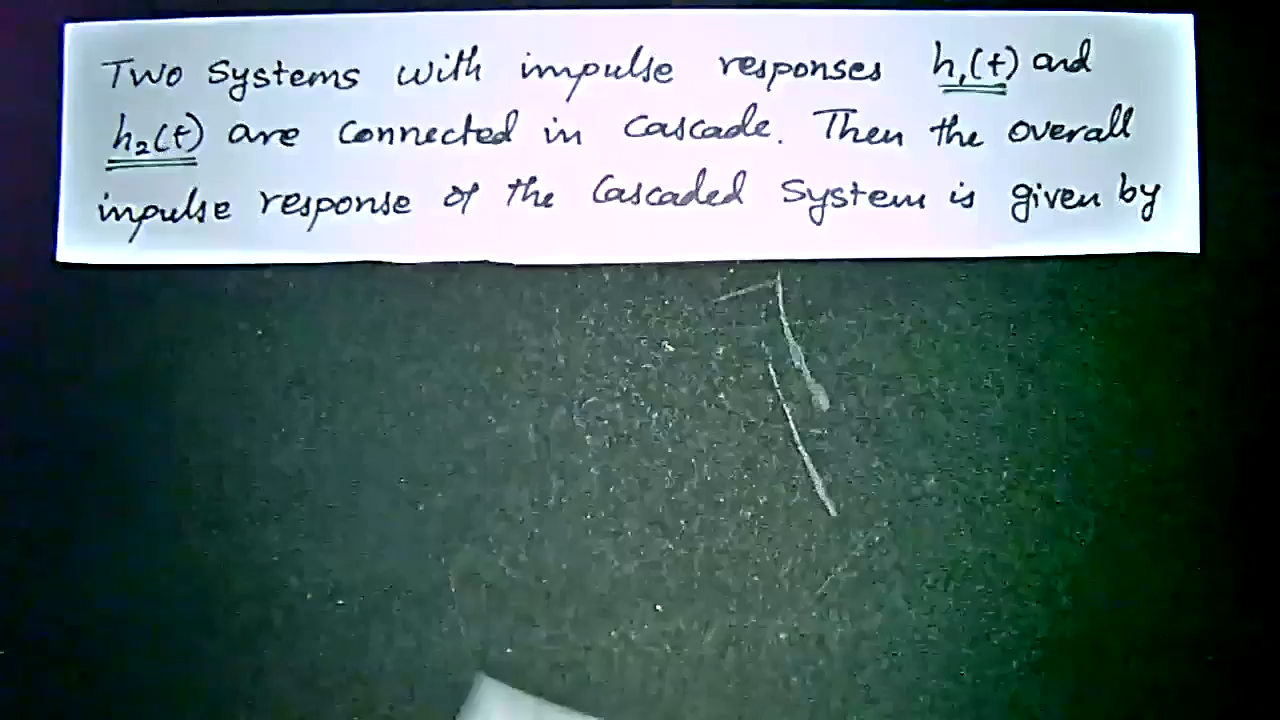 Two Systems with impulse responses h₁(t) and
h₂(t) are Connected in Cascade. Then the overall
impulse response of the Cascaded System is given by